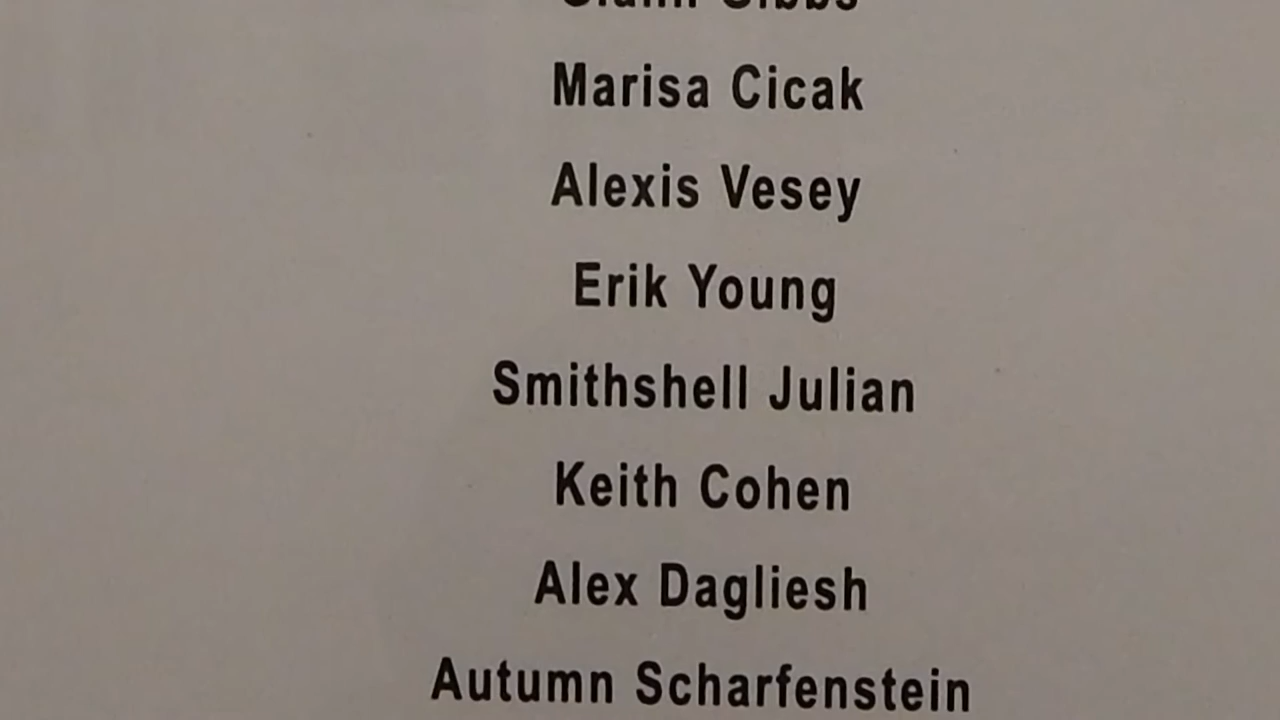 Marisa Cicak
Alexis Vesey
Erik Young
Smithshell Julian
Keith Cohen
Alex Dagliesh
Autumn Scharfenstein